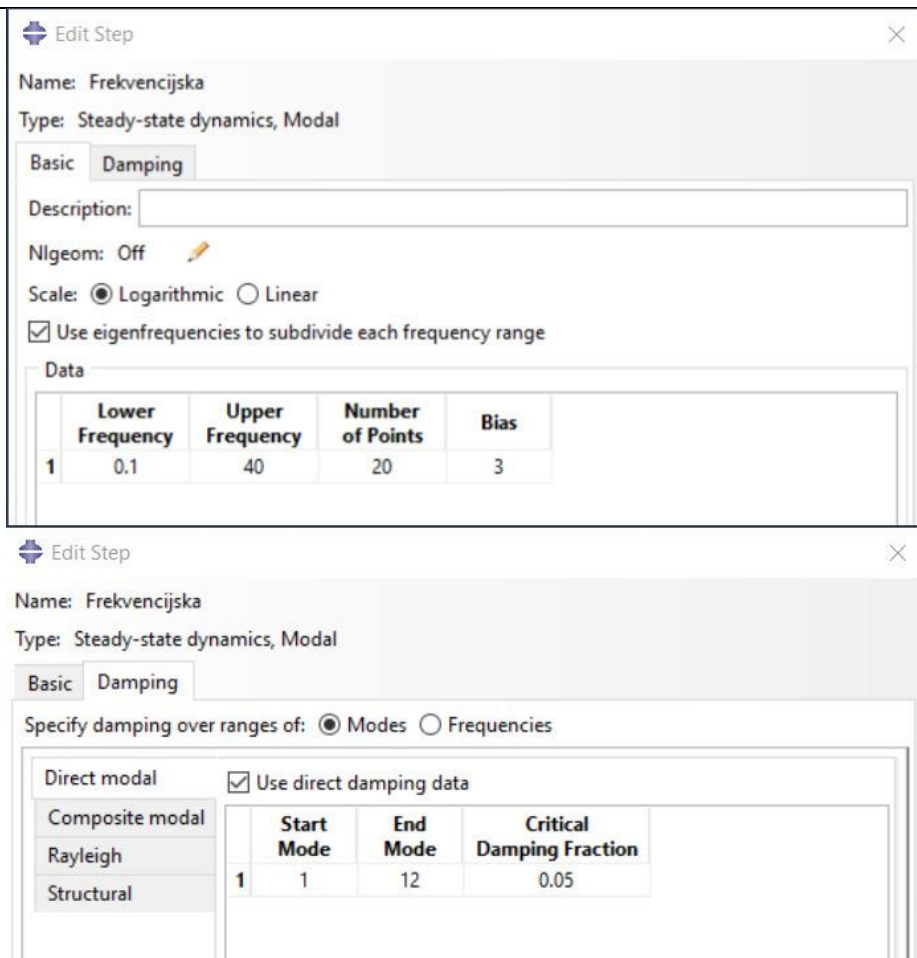 Edit Step
Name: Frekvencijska
Type: Steady-state dynamics, Modal
Basic Damping
Description:
Nlgeom: Off
Scale: Logarithmic Linear
Use eigenfrequencies to subdivide each frequency range
Data
Lower Frequency Upper Frequency Number of Points Bias
1 0.1 40 20 3
Edit Step
Name: Frekvencijska
Type: Steady-state dynamics, Modal
Basic Damping
Specify damping over ranges of: Modes Frequencies
Direct modal
Composite modal
Rayleigh
Structural
Use direct damping data
Start Mode End Mode Critical Damping Fraction
1 1 12 0.05